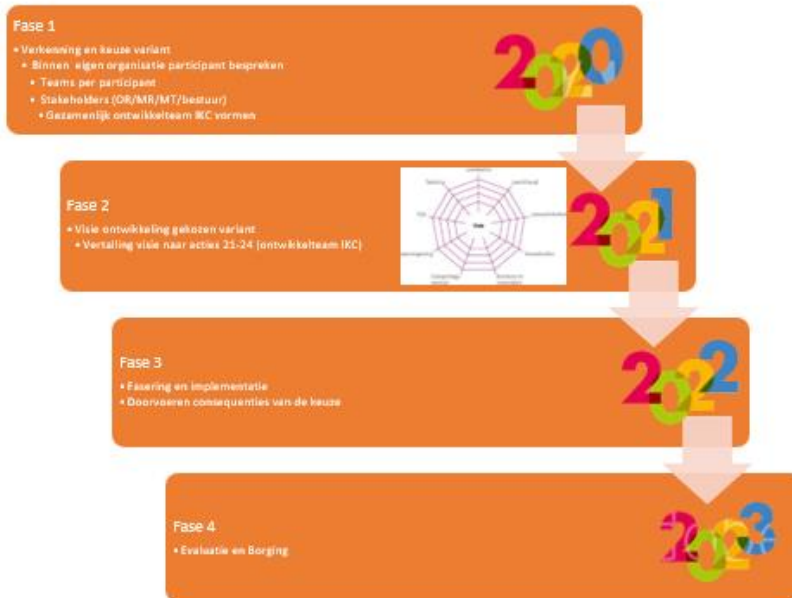 Fase 1
• Verkenning en keuze variant
• Binnen eigen organisatie participant bespreken
• Teams per participant
• Stakeholders (OR/MR/MT/bestuur)
• Gezamenlijk ontwikkelteam IKC vormen
2020
Fase 2
• Visie ontwikkeling gekozen variant
• Vertaling visie naar acties 21-24 (ontwikkelteam IKC)
2021
Fase 3
• Fasering en implementatie
• Doorvoeren consequenties van de keuze
2022
Fase 4
• Evaluatie en Borging
2023